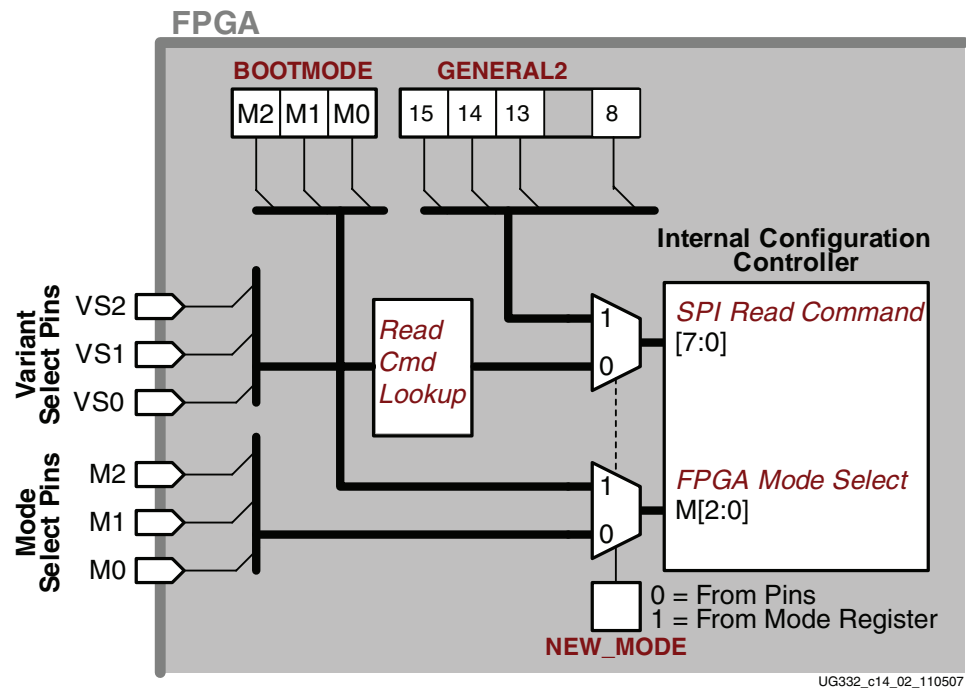 FPGA
BOOTMODE
GENERAL2
M2 M1 M0
15 14 13 8
Internal Configuration
Controller
Variant
Select Pins
VS2
VS1
VS0
Read
Cmd
Lookup
1
0
SPI Read Command
[7:0]
Mode
Select Pins
M2
M1
M0
1
0
FPGA Mode Select
M[2:0]
0 = From Pins
1 = From Mode Register
NEW_MODE
UG332_c14_02_110507